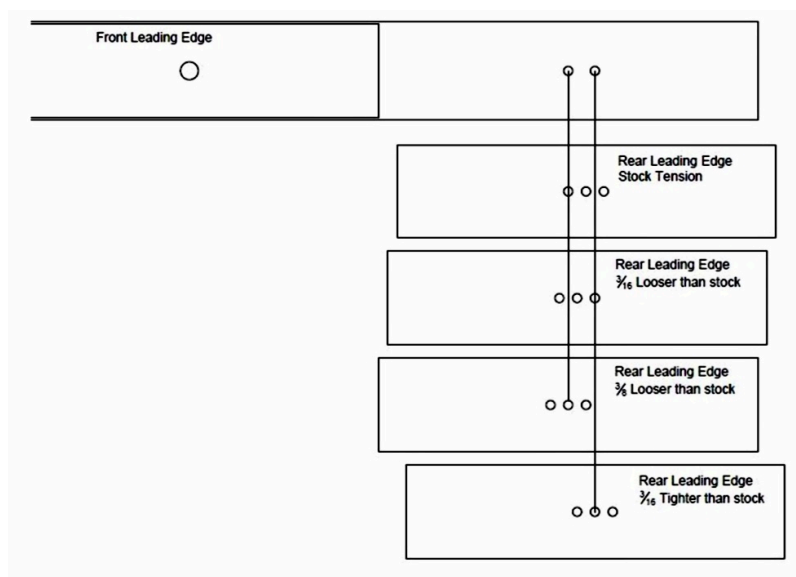 Front Leading Edge
Rear Leading Edge
Stock Tension
Rear Leading Edge
3/16 Looser than stock
Rear Leading Edge
3/8 Looser than stock
Rear Leading Edge
3/16 Tighter than stock